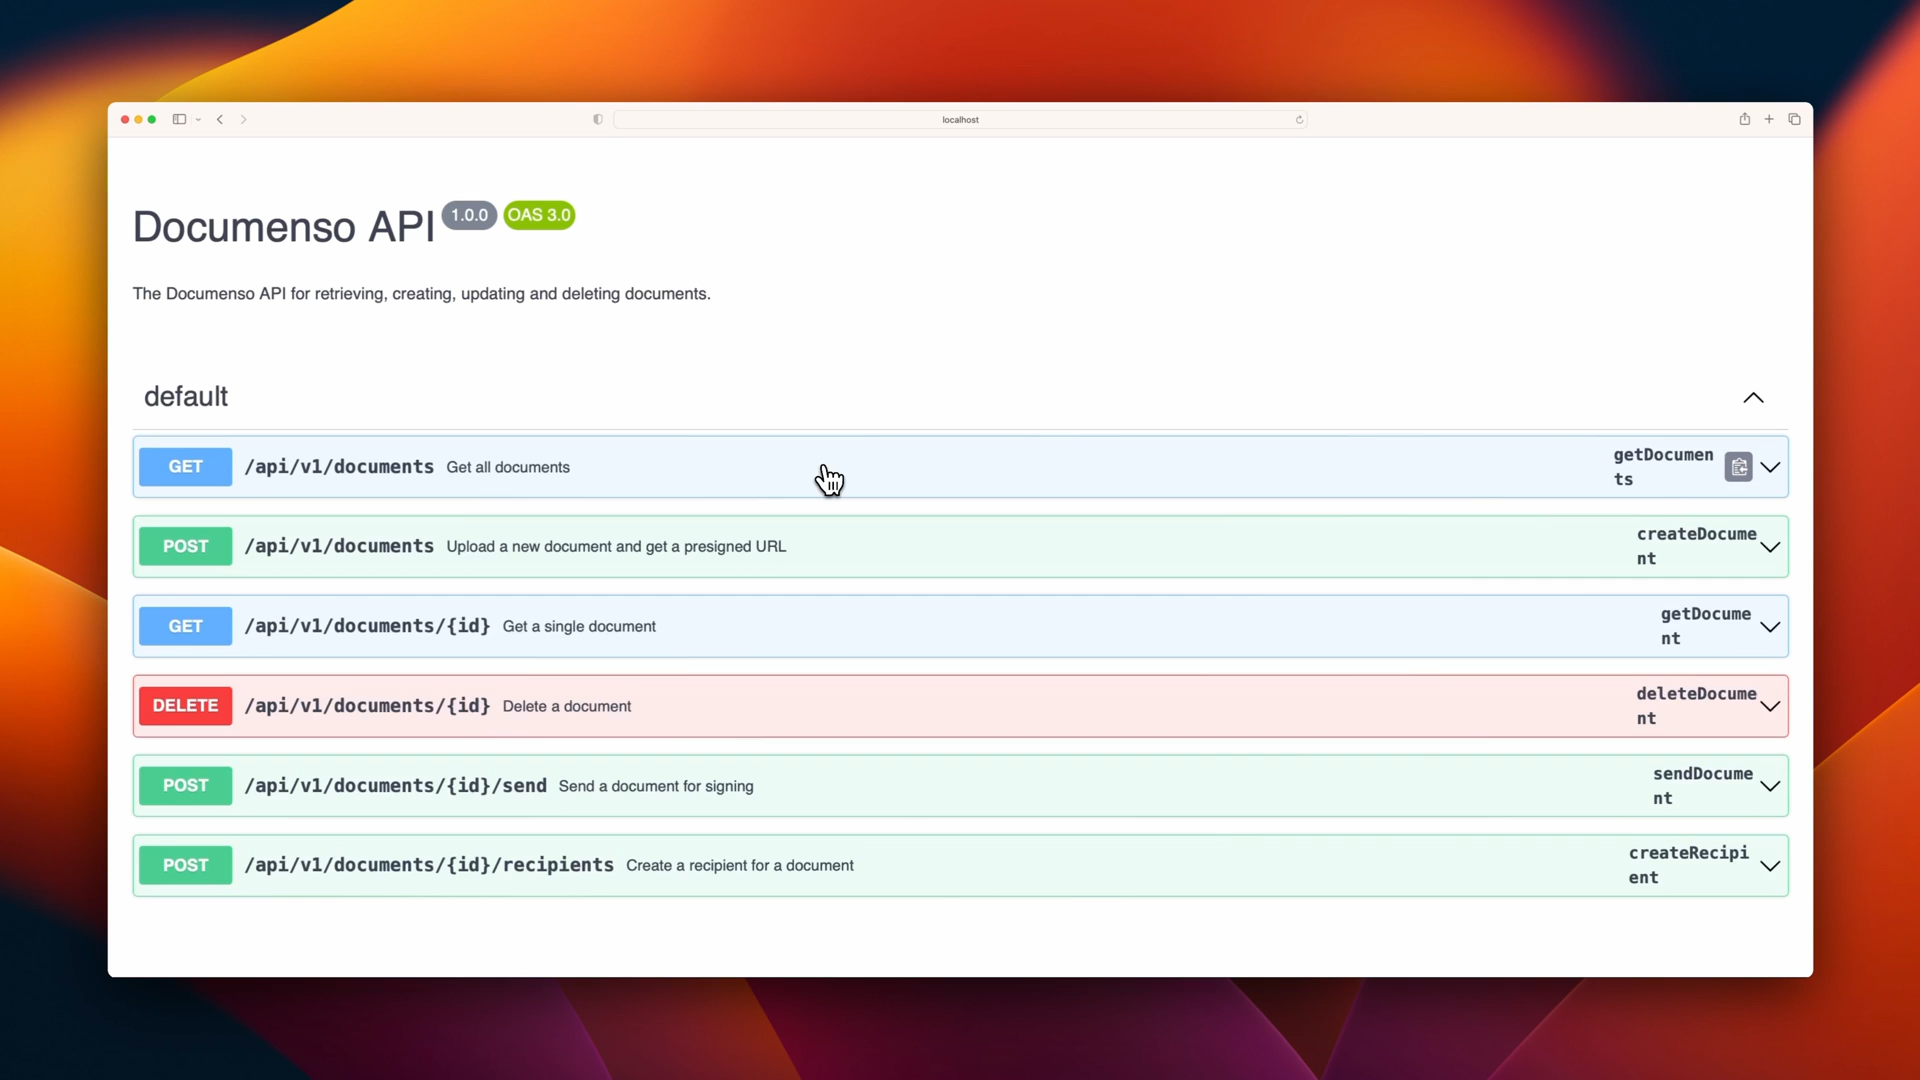 localhost
Documenso API 1.0.0 OAS 3.0
The Documenso API for retrieving, creating, updating and deleting documents.
default
GET /api/v1/documents Get all documents getDocumen
ts
POST /api/v1/documents Upload a new document and get a presigned URL createDocume
nt
GET /api/v1/documents/{id} Get a single document getDocume
nt
DELETE /api/v1/documents/{id} Delete a document deleteDocume
nt
POST /api/v1/documents/{id}/send Send a document for signing sendDocume
nt
POST /api/v1/documents/{id}/recipients Create a recipient for a document createRecipi
ent